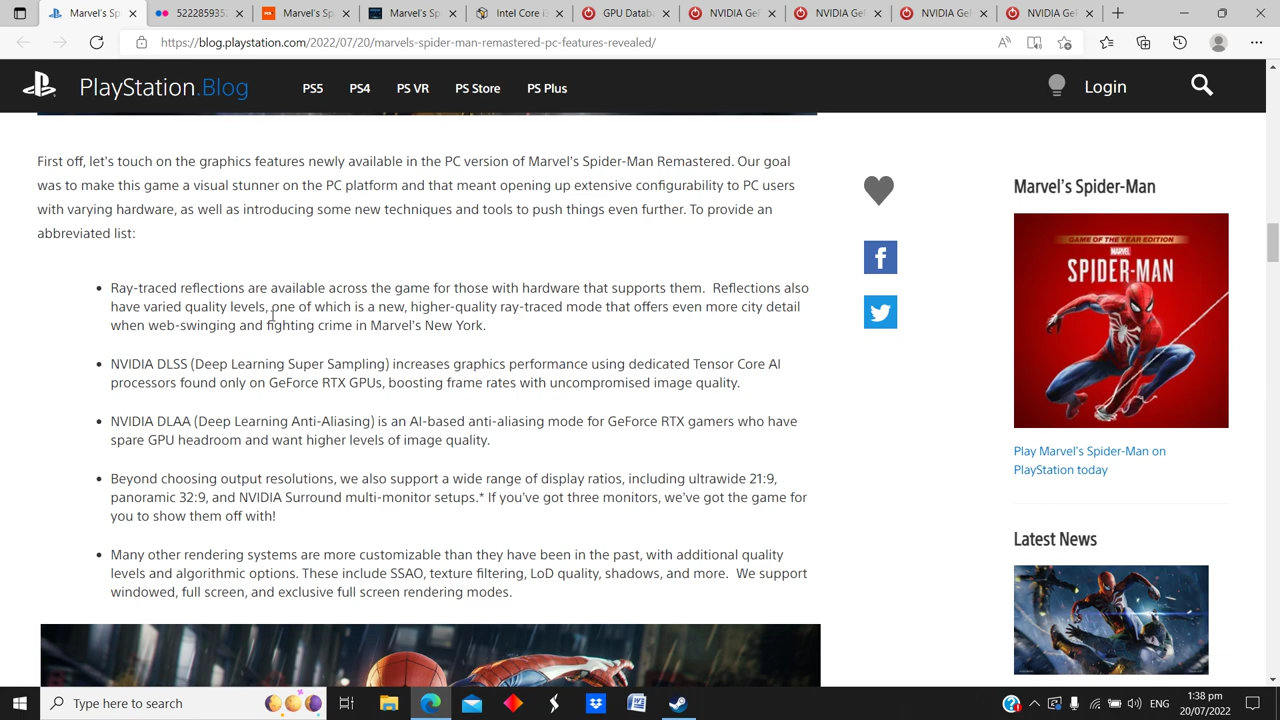 Marvel's Sp
5222859353
Marvel's Sp
Marvel's Sp
Intel Core i
GPU Databa
NVIDIA GeF
NVIDIA GeF
NVIDIA GeF
NVIDIA GeF
https://blog.playstation.com/2022/07/20/marvels-spider-man-remastered-pc-features-revealed/
PlayStation.Blog
PS5 PS4 PS VR PS Store PS Plus
Login
First off, let's touch on the graphics features newly available in the PC version of Marvel's Spider-Man Remastered. Our goal
was to make this game a visual stunner on the PC platform and that meant opening up extensive configurability to PC users
with varying hardware, as well as introducing some new techniques and tools to push things even further. To provide an
abbreviated list:
Ray-traced reflections are available across the game for those with hardware that supports them. Reflections also
have varied quality levels, one of which is a new, higher-quality ray-traced mode that offers even more city detail
when web-swinging and fighting crime in Marvel's New York.
NVIDIA DLSS (Deep Learning Super Sampling) increases graphics performance using dedicated Tensor Core AI
processors found only on GeForce RTX GPUs, boosting frame rates with uncompromised image quality.
NVIDIA DLAA (Deep Learning Anti-Aliasing) is an AI-based anti-aliasing mode for GeForce RTX gamers who have
spare GPU headroom and want higher levels of image quality.
Beyond choosing output resolutions, we also support a wide range of display ratios, including ultrawide 21:9,
panoramic 32:9, and NVIDIA Surround multi-monitor setups.* If you've got three monitors, we've got the game for
you to show them off with!
Many other rendering systems are more customizable than they have been in the past, with additional quality
levels and algorithmic options. These include SSAO, texture filtering, LoD quality, shadows, and more. We support
windowed, full screen, and exclusive full screen rendering modes.
Marvel's Spider-Man
GAME OF THE YEAR EDITION
MARVEL
SPIDER-MAN
Play Marvel's Spider-Man on
PlayStation today
Latest News
Type here to search
ENG
1:38 pm
20/07/2022